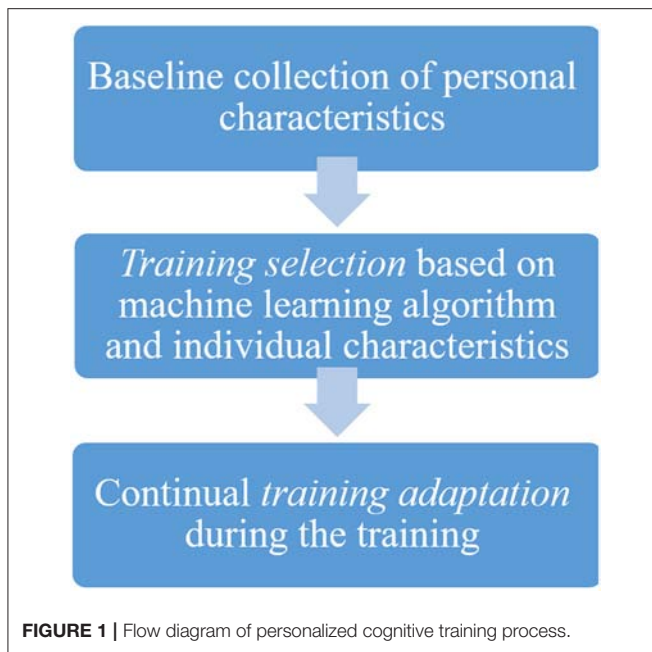 Baseline collection of personal
characteristics
Training selection based on
machine learning algorithm
and individual characteristics
Continual training adaptation
during the training
FIGURE 1 | Flow diagram of personalized cognitive training process.